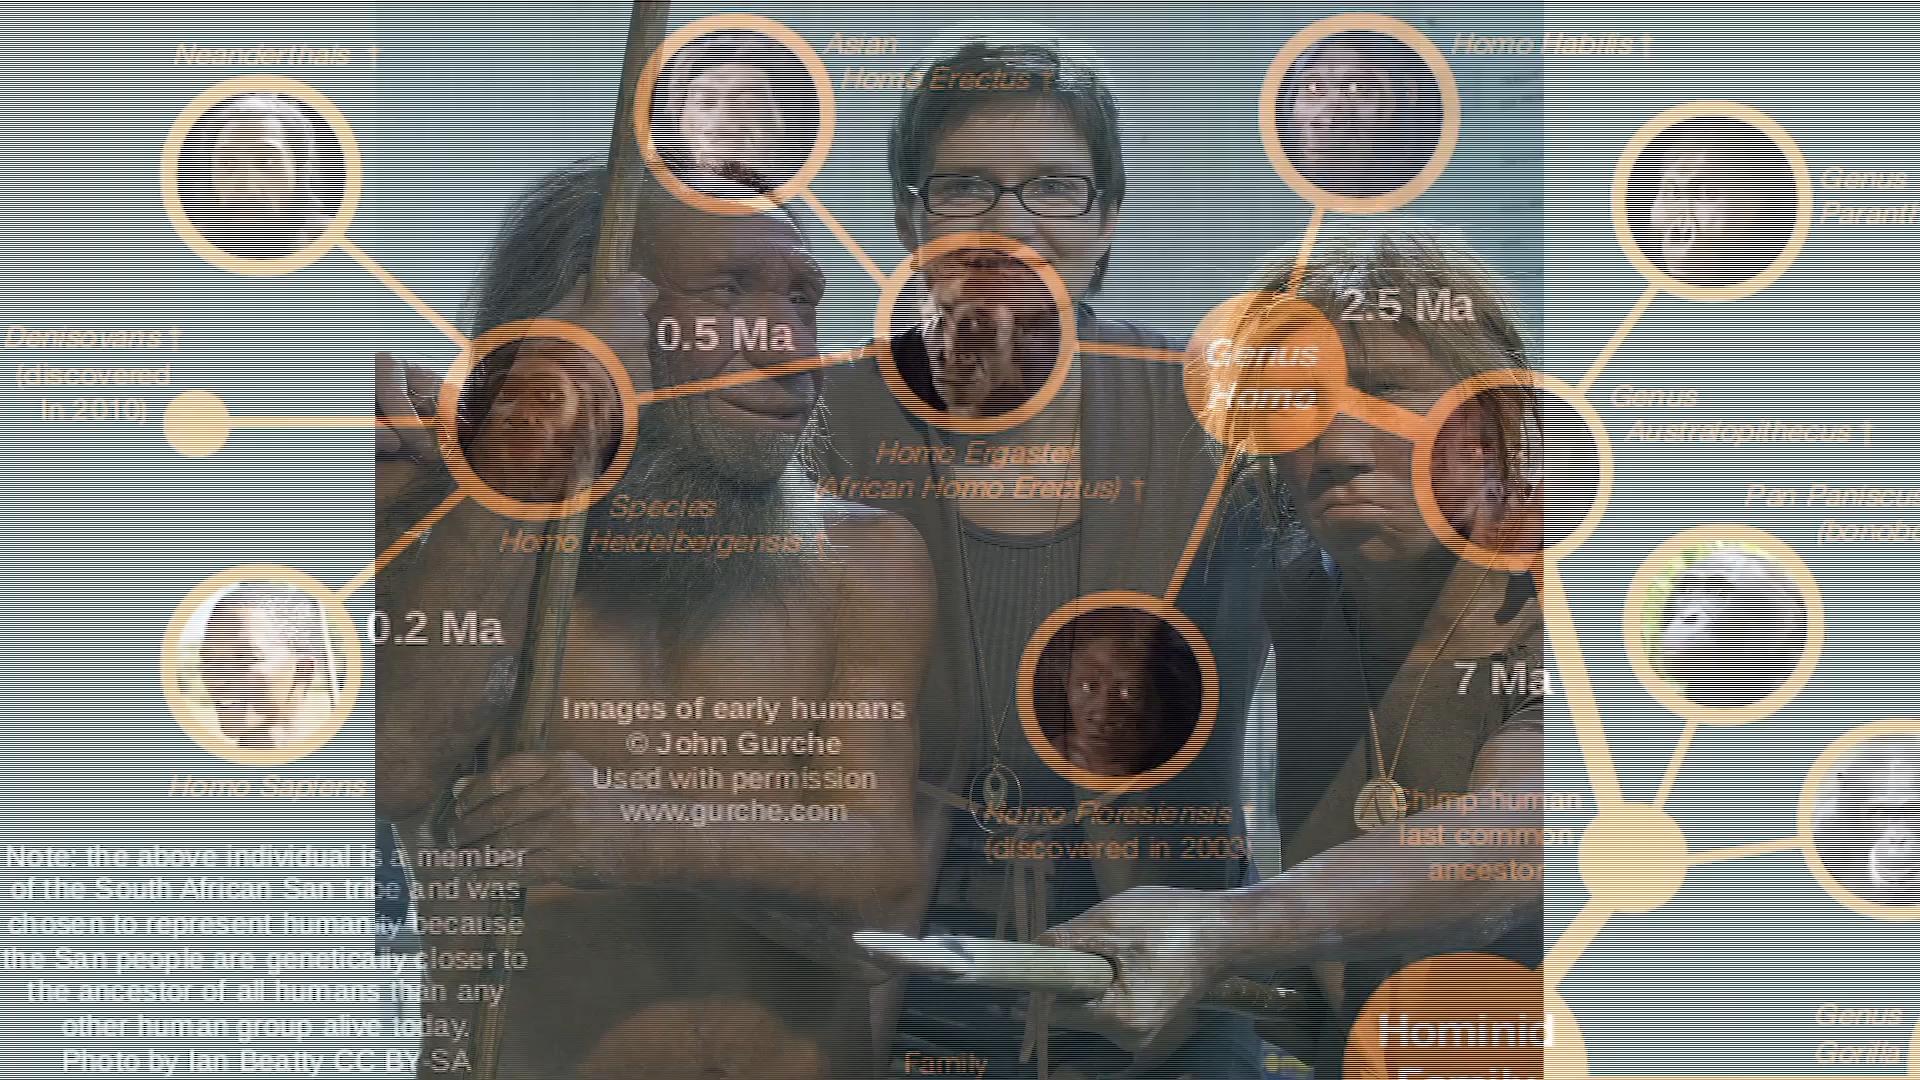 Neanderthals †
Asian
Homo Erectus †
Homo Habilis †
Genus
Denisovans †
(discovered
In 2010)
0.5 Ma
2.5 Ma
Genus
Homo
Genus
Australopithecus †
Homo Ergaster
(African Homo Erectus) †
Species
Homo Heidelbergensis †
Pan Paniscus
0.2 Ma
7 Ma
Images of early humans
© John Gurche
Used with permission
www.gurche.com
Homo Sapiens
Homo Floresiensis †
(discovered in 2003)
Chimp-human
last common
ancestor
Note: the above individual is a member
of the South African San tribe and was
chosen to represent humanity because
the San people are genetically closer to
the ancestor of all humans than any
other human group alive today.
Photo by Ian Beatty CC BY-SA
Family
Hominid
Family
Genus
Gorilla